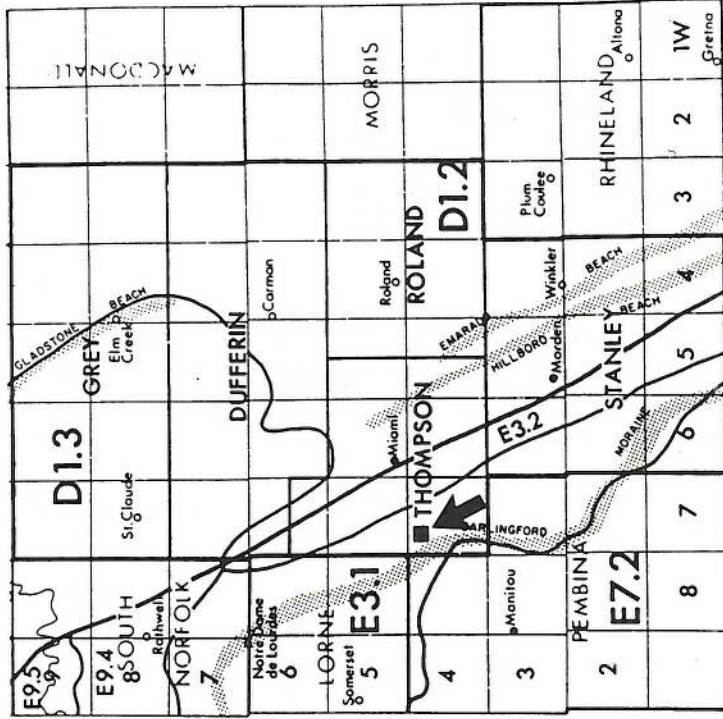 MACDONALD
GLADSTONE
BEACH
GREY
Elm
Creek
D1.3
St. Claude
E9.5
9
E9.4
8
SOUTH
Rathwell
NORFOLK
7
DUFFERIN
Carman
MORRIS
Notre Dame
de Lourdes
6
LORNE
Somerset
5
E3.1
Miami
Roland
ROLAND
D1.2
THOMPSON
4
EMARAL
BEACH
HILLBORO
BEACH
E3.2
DARLINGFORD
MORAINE
3
Manitou
Morden
Winkler
Plum
Coulee
STANLEY
RHINELAND
Altona
PEMBINA
2
E7.2
8
7
6
5
4
3
2
1W
Gretna